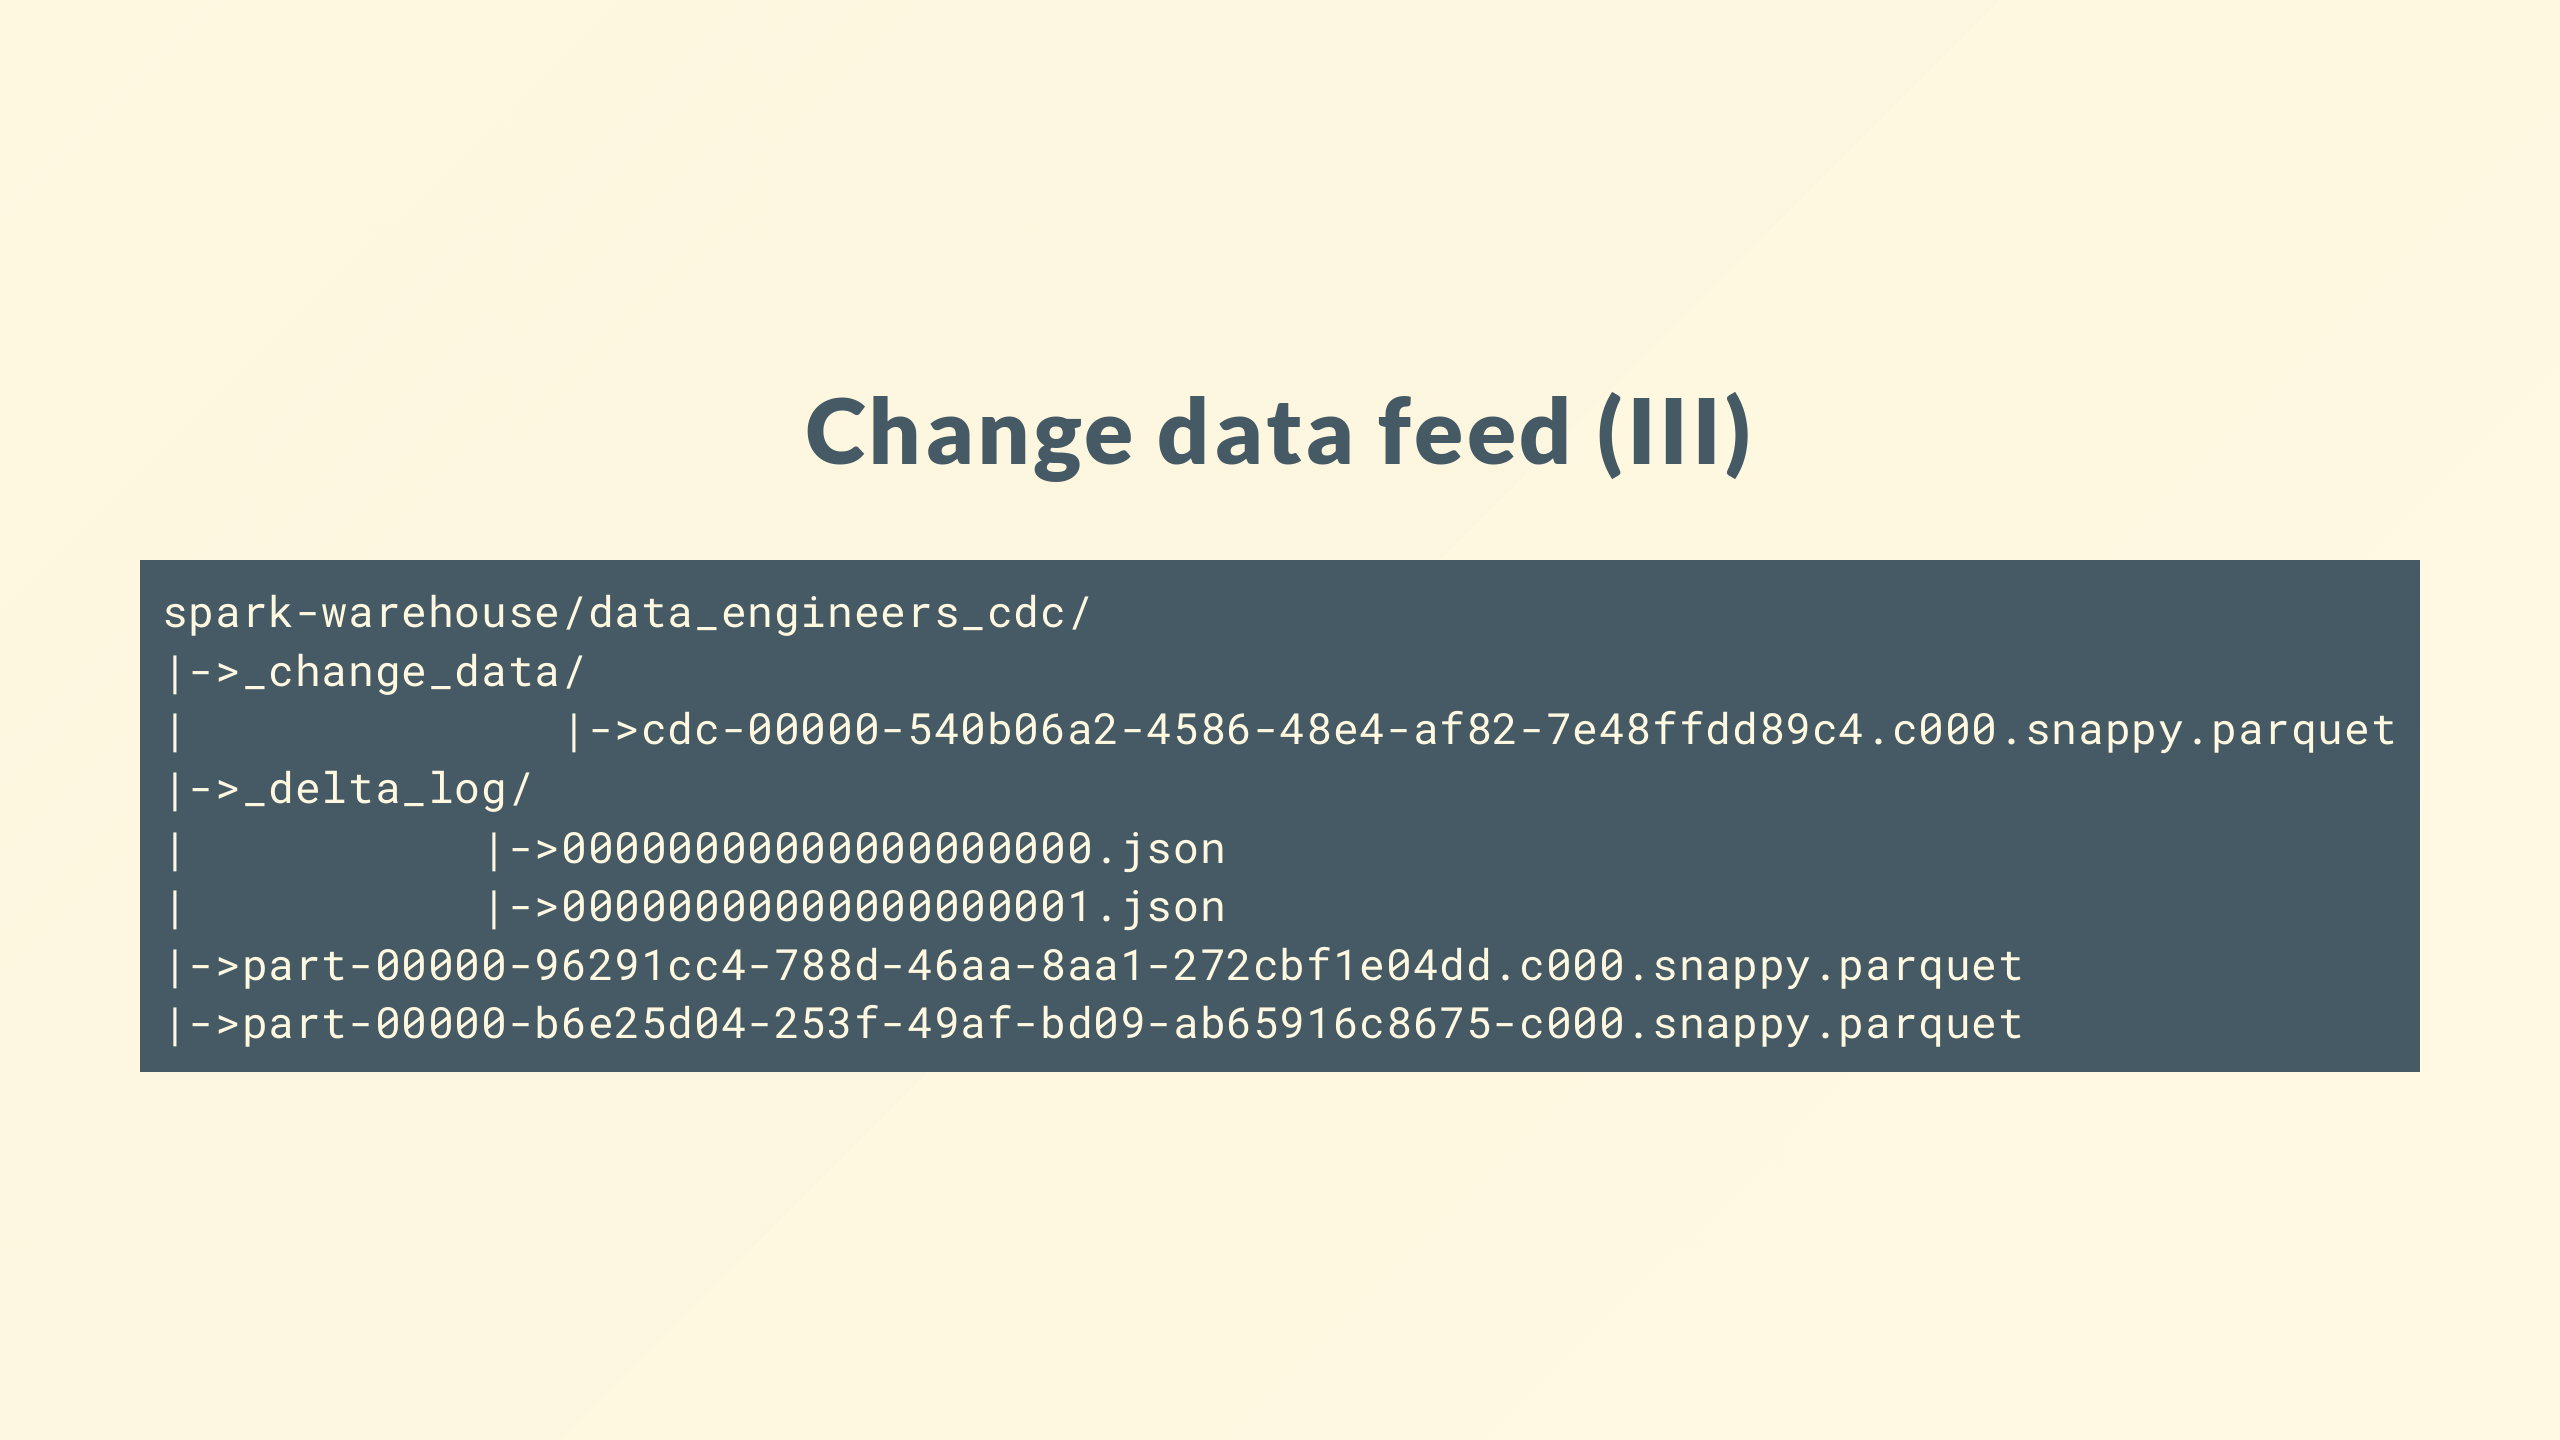 Change data feed (III)
spark-warehouse/data_engineers_cdc/
|->_change_data/
|              |->cdc-00000-540b06a2-4586-48e4-af82-7e48ffdd89c4.c000.snappy.parquet
|->_delta_log/
|           |->00000000000000000000.json
|           |->00000000000000000001.json
|->part-00000-96291cc4-788d-46aa-8aa1-272cbf1e04dd.c000.snappy.parquet
|->part-00000-b6e25d04-253f-49af-bd09-ab65916c8675-c000.snappy.parquet